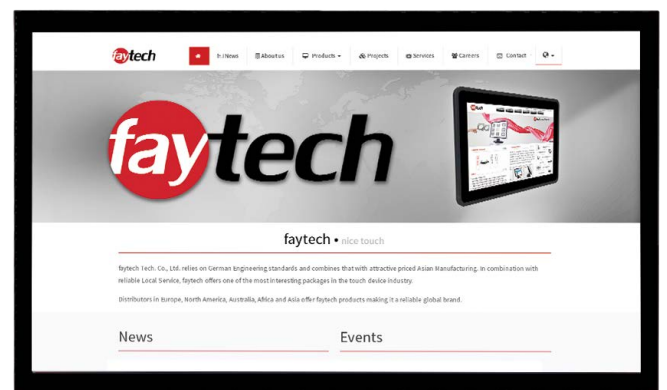 faytech
News
About us
Products
Projects
Services
Careers
Contact
faytech
faytech • nice touch
faytech Tech. Co., Ltd. relies on German Engineering standards and combines that with attractive priced Asian Manufacturing. In combination with
reliable Local Service, faytech offers one of the most interesting packages in the touch device industry.
Distributors in Europe, North America, Australia, Africa and Asia offer faytech products making it a reliable global brand.
News
Events